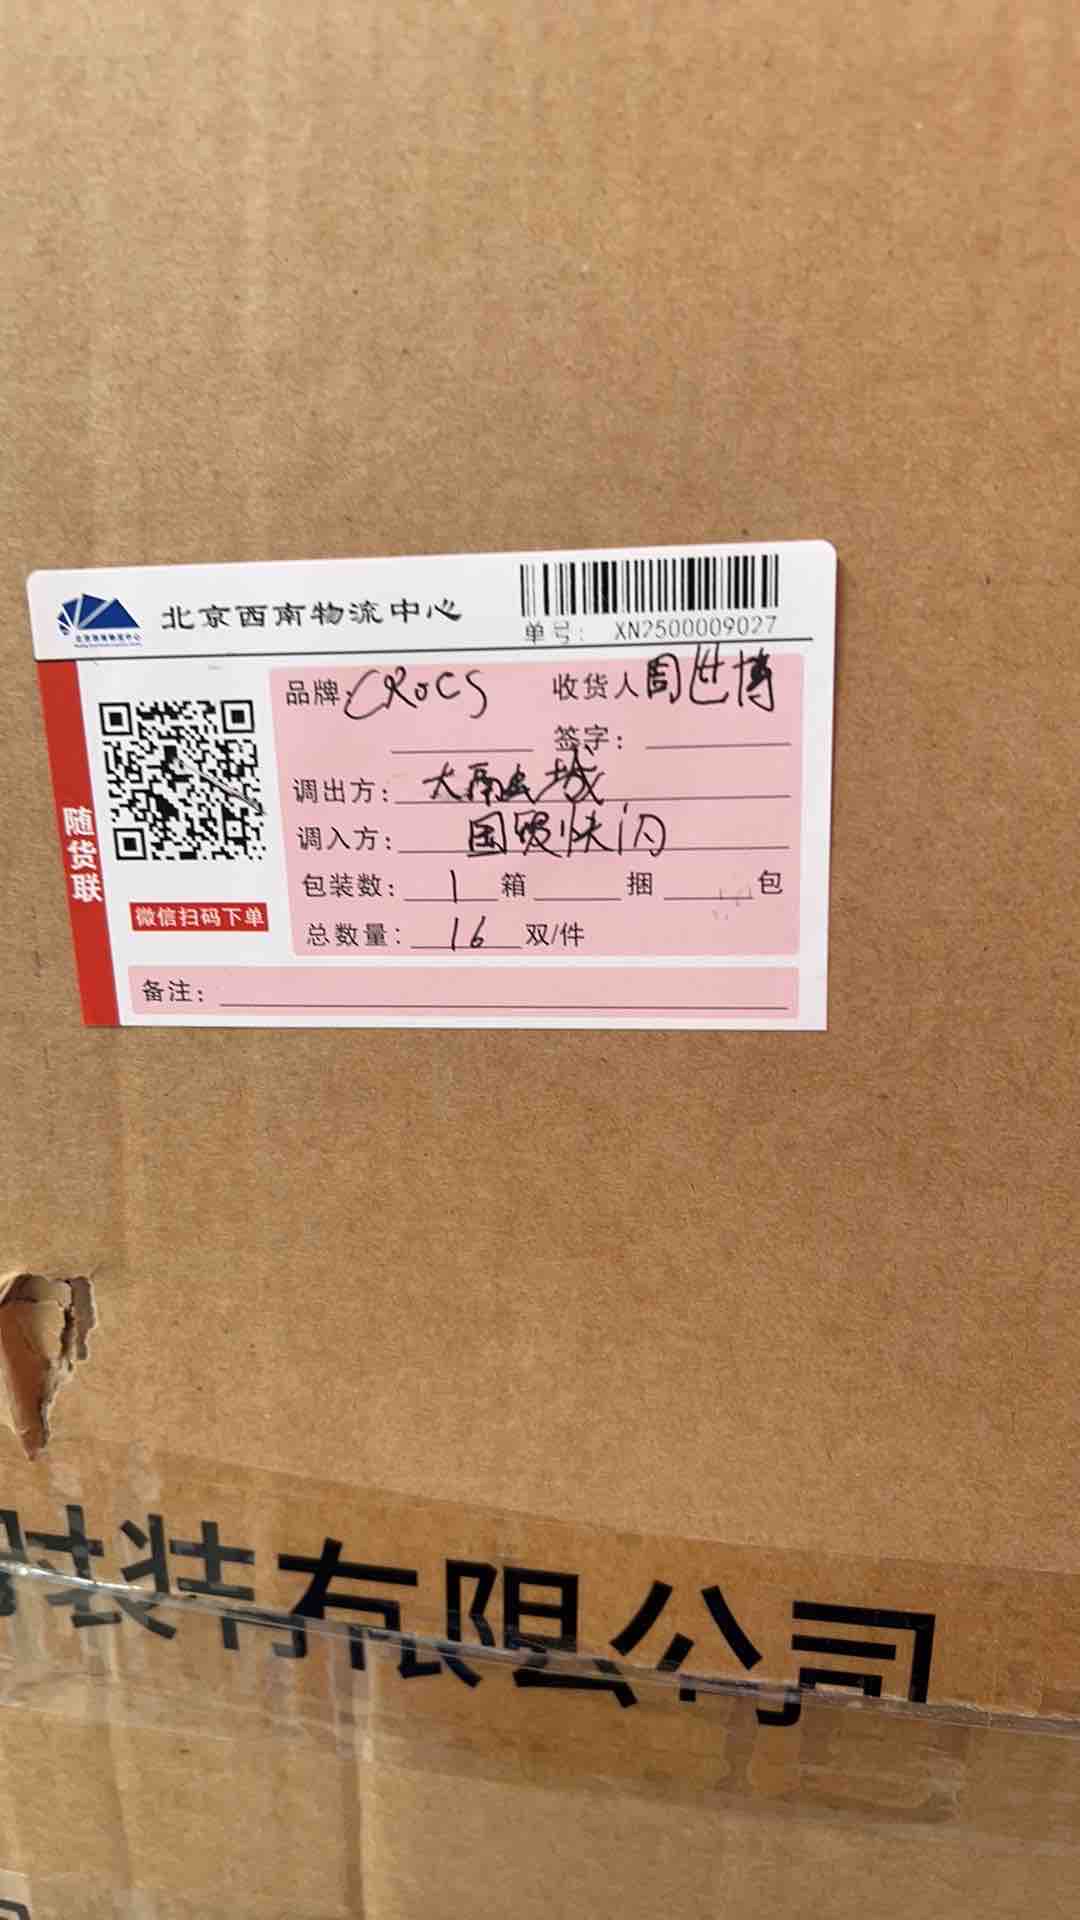 北京西南物流中心
单号: XN2500009027
随货联
微信扫码下单
品牌: CROCS 收货人 周世博
签字:
调出方: 大商 城
调入方: 国贸快闪
包装数: 1 箱 捆 包
总数量: 16 双/件
备注:
时装有限公司